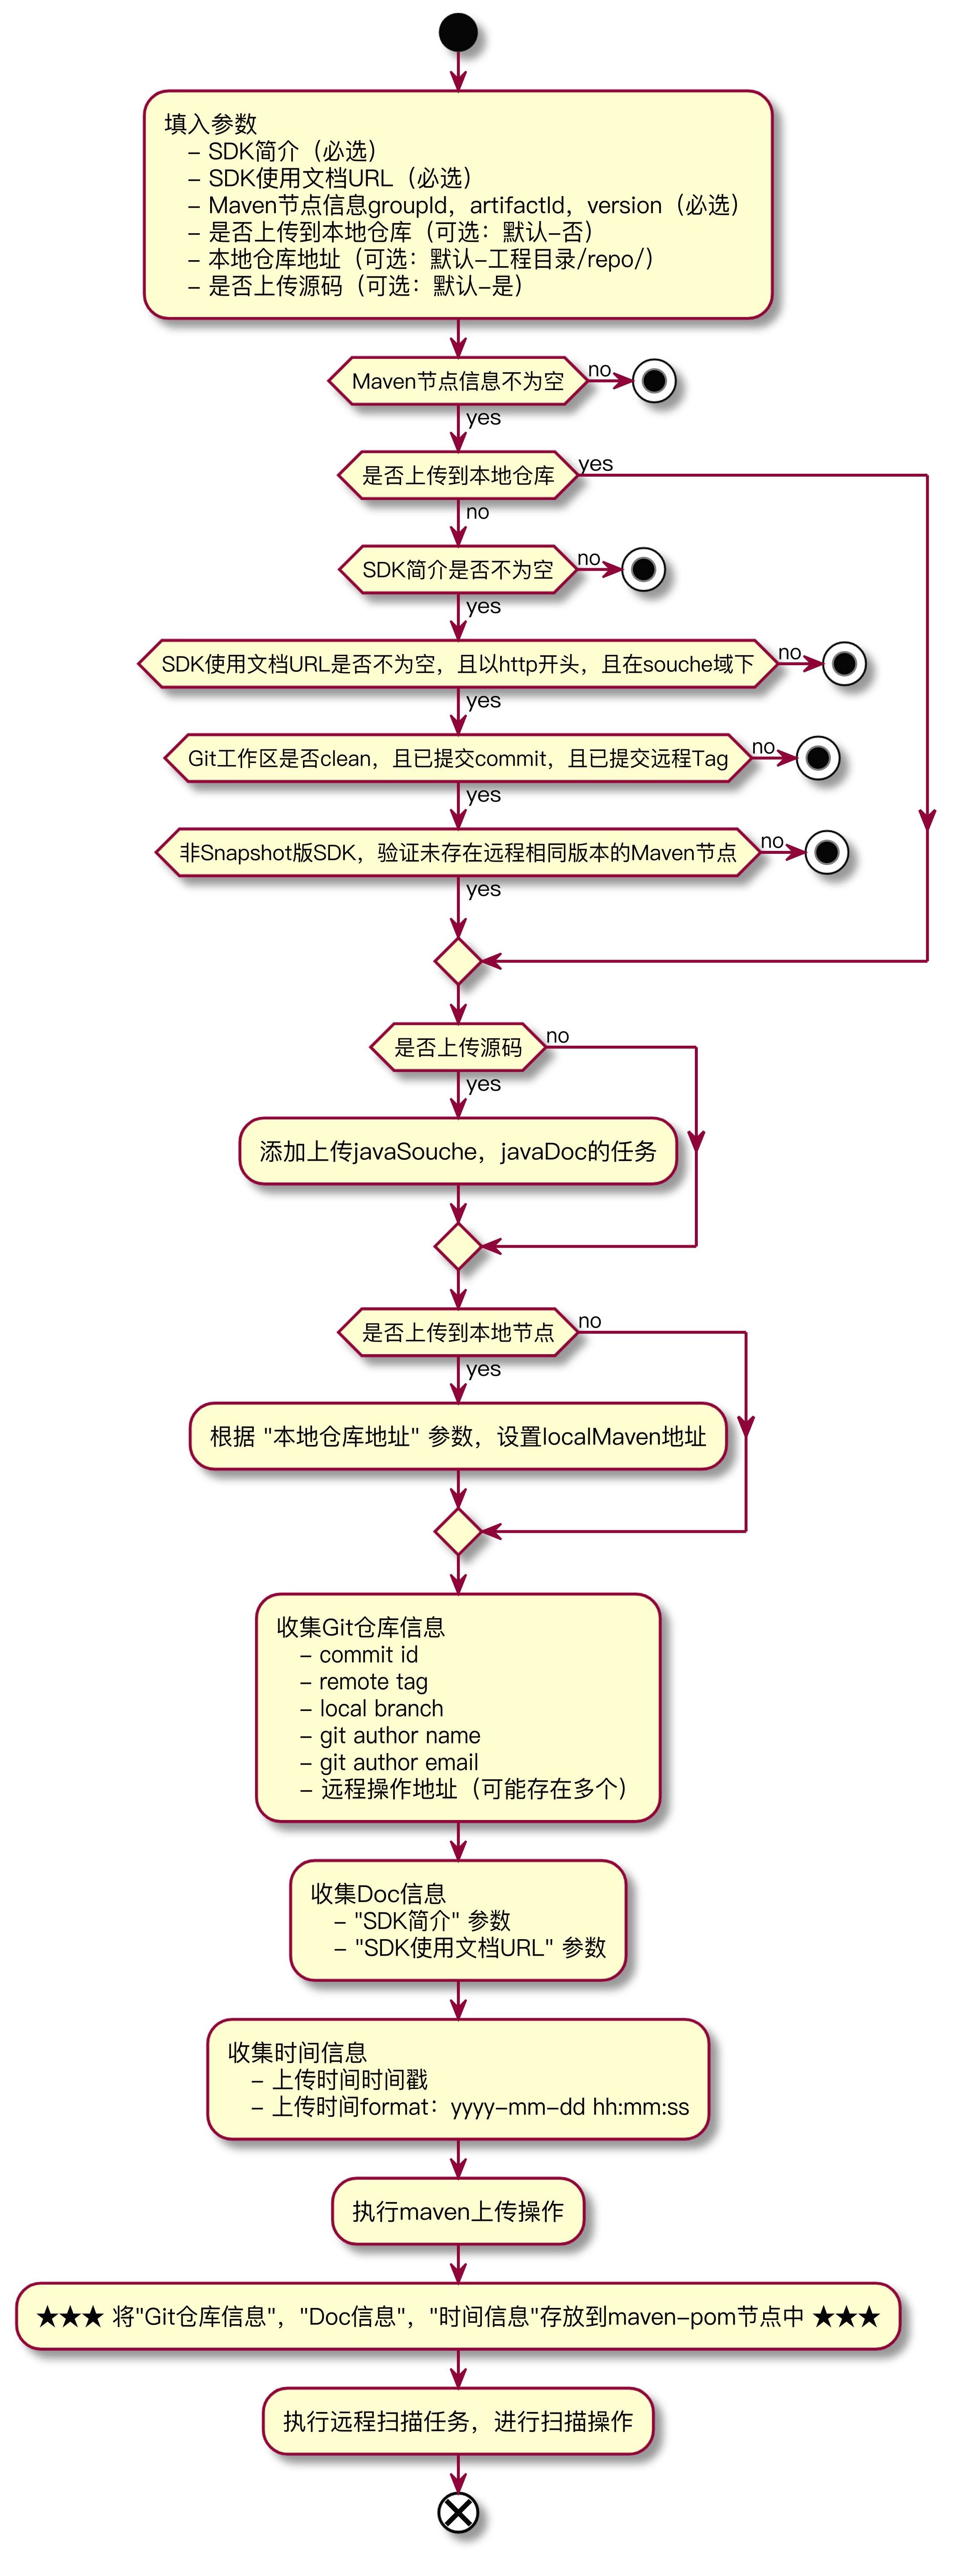 填入参数
- SDK简介（必选）
- SDK使用文档URL（必选）
- Maven节点信息groupId，artifactId，version（必选）
- 是否上传到本地仓库（可选：默认-否）
- 本地仓库地址（可选：默认-工程目录/repo/）
- 是否上传源码（可选：默认-是）
Maven节点信息不为空
no
yes
是否上传到本地仓库
yes
no
SDK简介是否不为空
no
yes
SDK使用文档URL是否不为空，且以http开头，且在souche域下
no
yes
Git工作区是否clean，且已提交commit，且已提交远程Tag
no
yes
非Snapshot版SDK，验证未存在远程相同版本的Maven节点
no
yes
是否上传源码
no
yes
添加上传javaSouche，javaDoc的任务
是否上传到本地节点
no
yes
根据 "本地仓库地址" 参数，设置localMaven地址
收集Git仓库信息
- commit id
- remote tag
- local branch
- git author name
- git author email
- 远程操作地址（可能存在多个）
收集Doc信息
- "SDK简介" 参数
- "SDK使用文档URL" 参数
收集时间信息
- 上传时间时间戳
- 上传时间format：yyyy-mm-dd hh:mm:ss
执行maven上传操作
★★★ 将"Git仓库信息"，"Doc信息"，"时间信息"存放到maven-pom节点中 ★★★
执行远程扫描任务，进行扫描操作